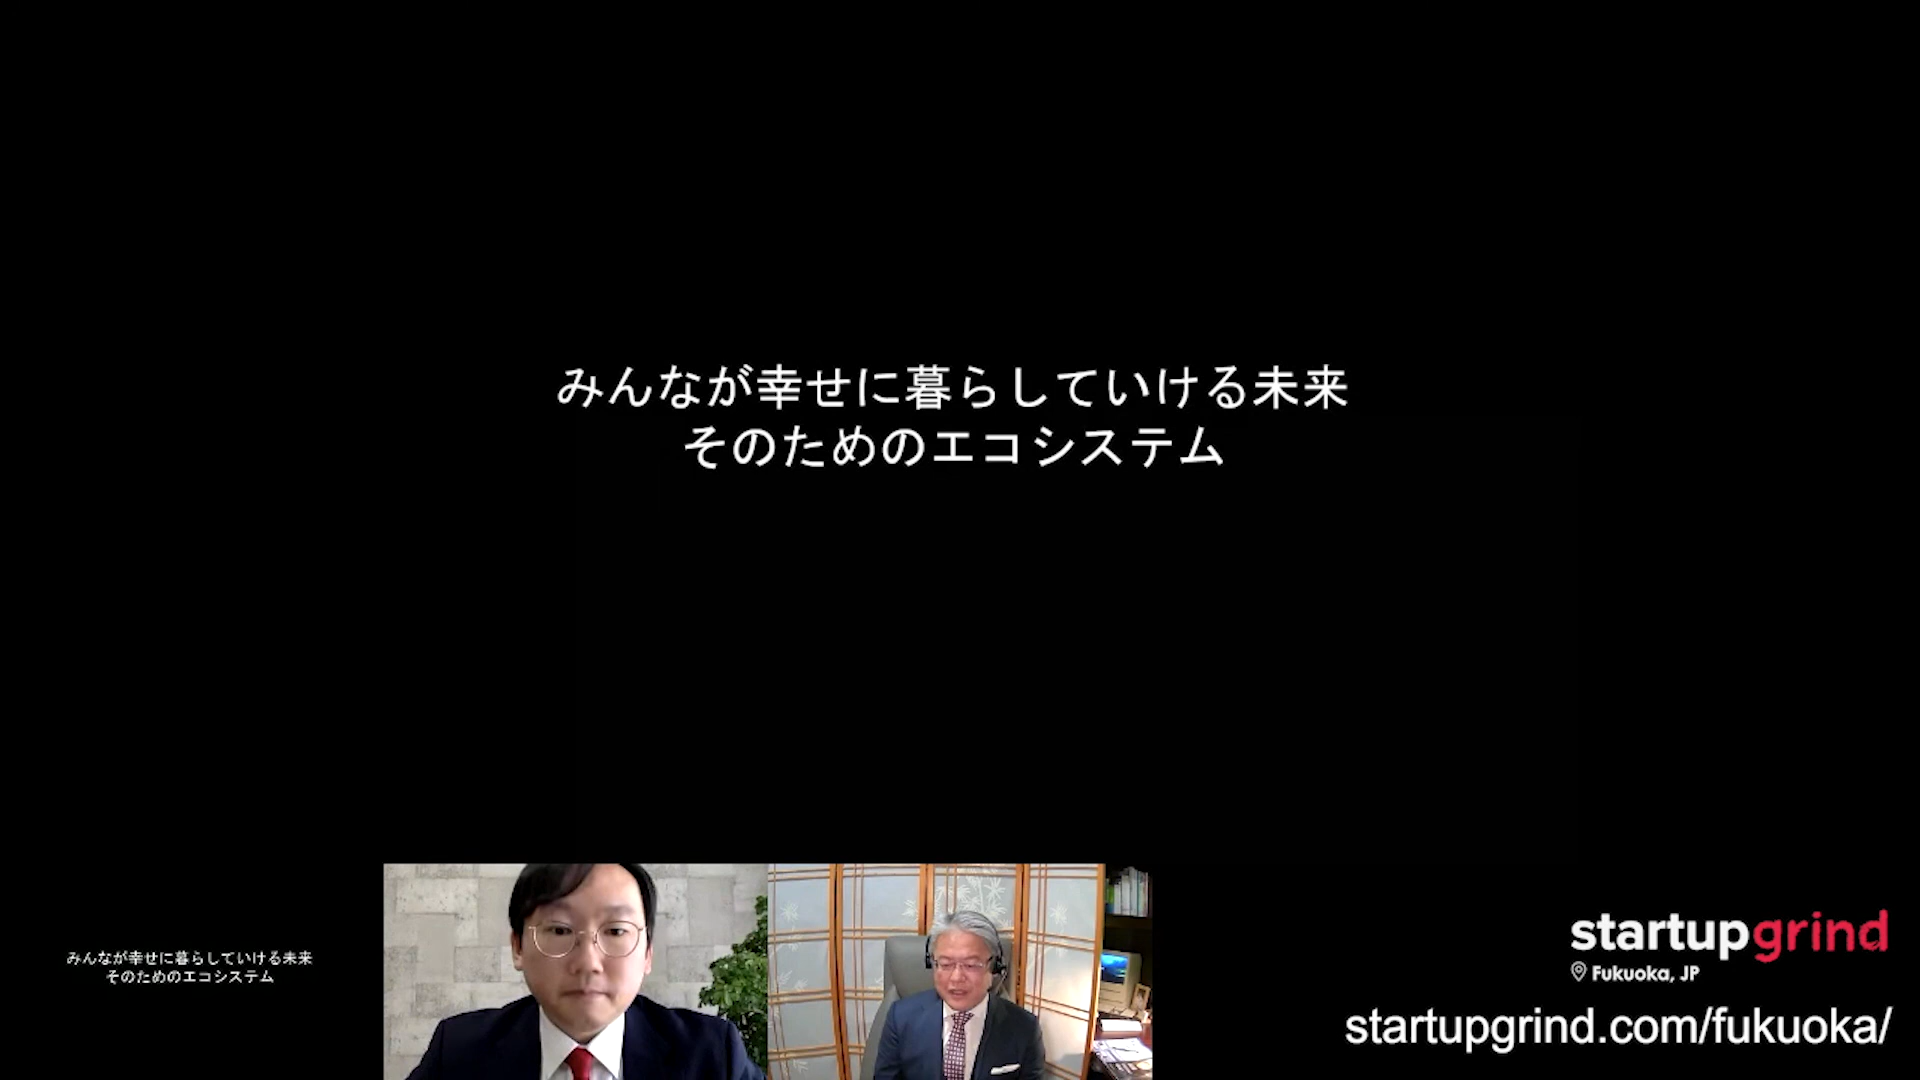 みんなが幸せに暮らしていける未来
そのためのエコシステム
みんなが幸せに暮らしていける未来
そのためのエコシステム
startupgrind
Fukuoka, JP
startupgrind.com/fukuoka/